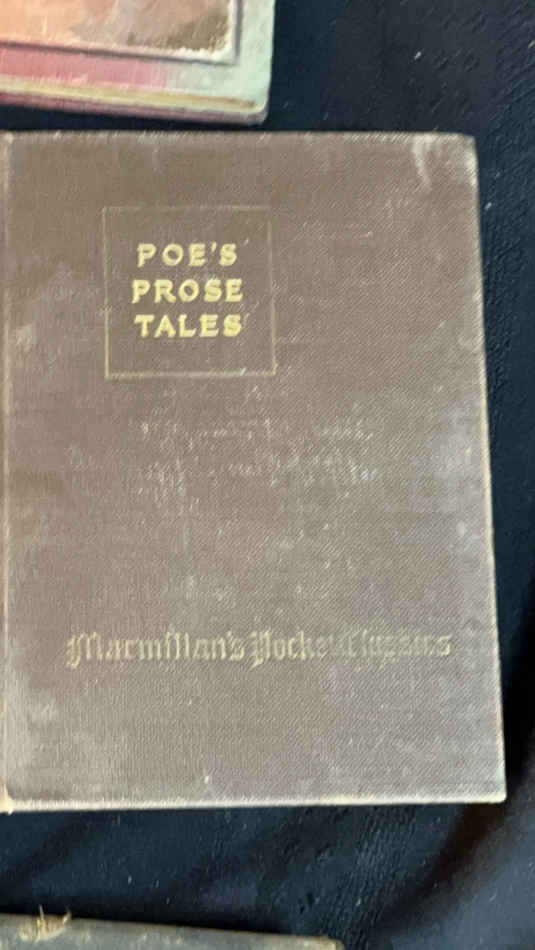 POE'S
PROSE
TALES
Macmillan's Pocket Classics